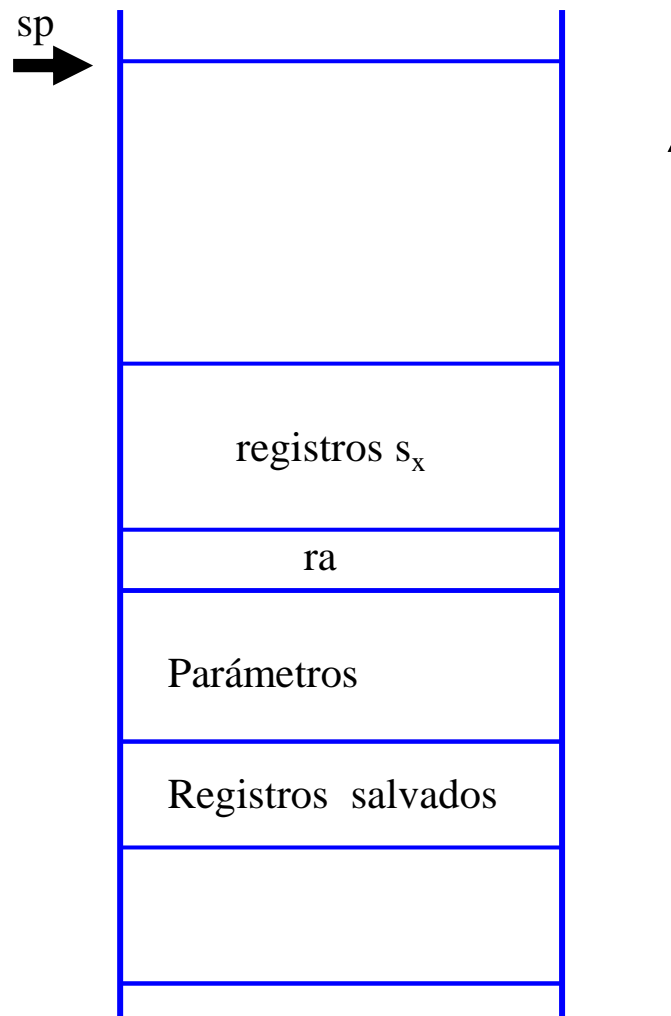 sp
registros sₓ
ra
Parámetros
Registros salvados